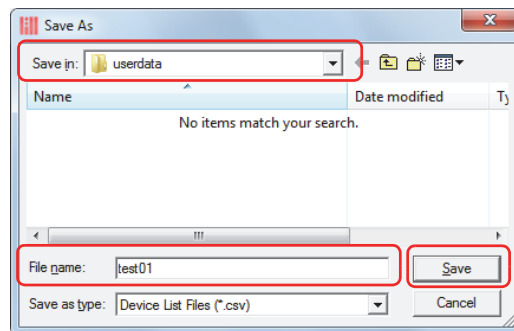 Save As
Save in: userdata
Name Date modified Ty
No items match your search.
File name: test01 Save
Save as type: Device List Files (*.csv) Cancel